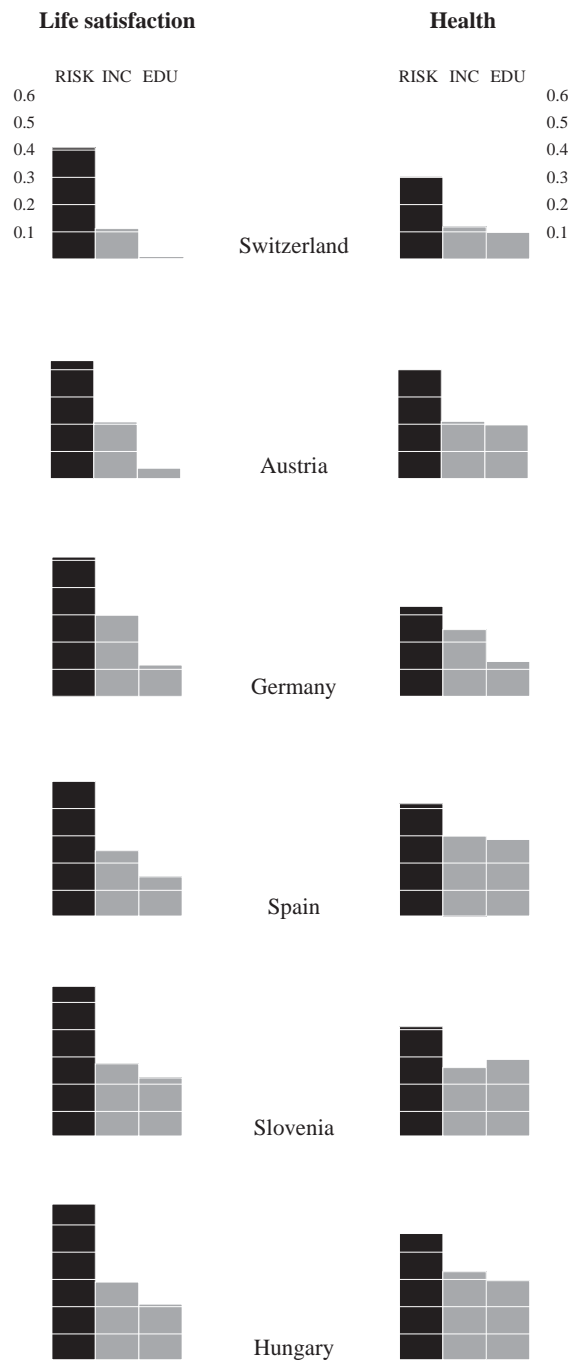 Life satisfaction Health
RISK INC EDU RISK INC EDU
0.6 0.6
0.5 0.5
0.4 0.4
0.3 0.3
0.2 0.2
0.1 0.1
Switzerland
Austria
Germany
Spain
Slovenia
Hungary